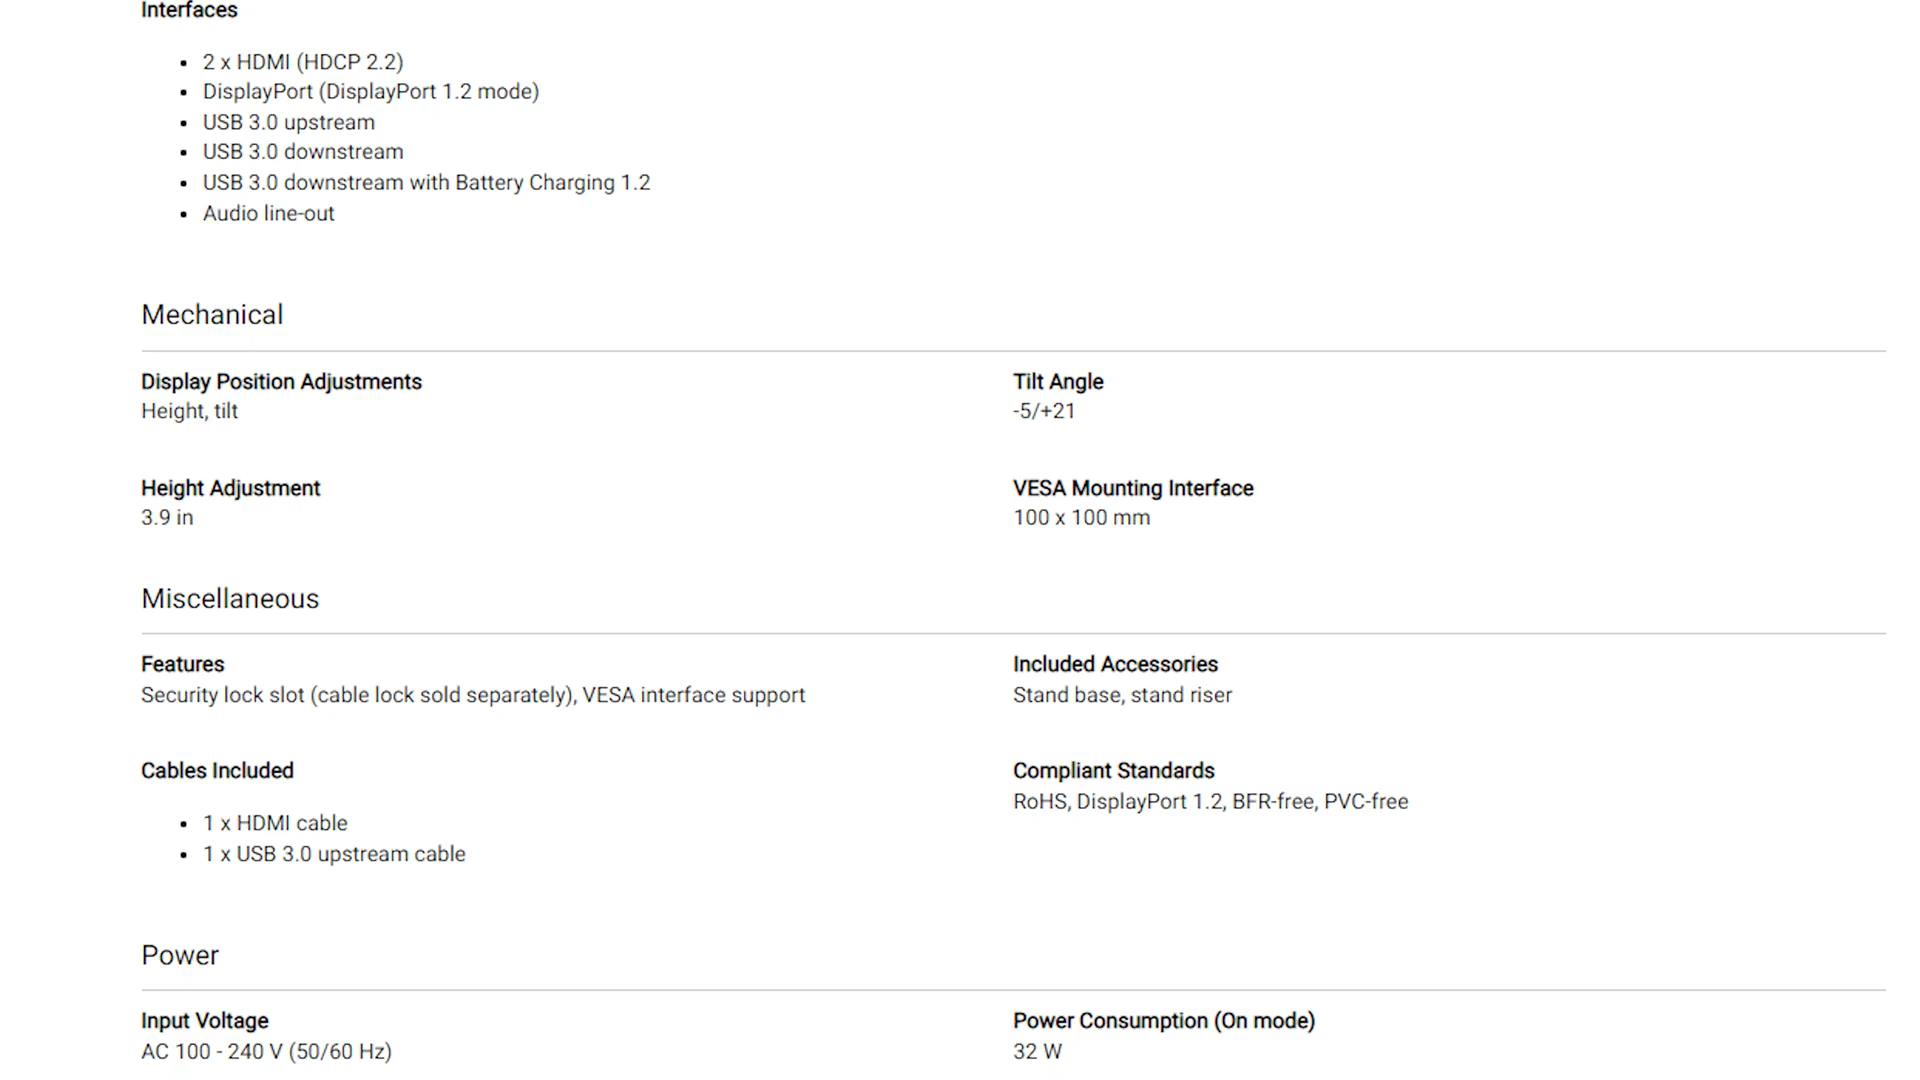 Interfaces
2 x HDMI (HDCP 2.2)
DisplayPort (DisplayPort 1.2 mode)
USB 3.0 upstream
USB 3.0 downstream
USB 3.0 downstream with Battery Charging 1.2
Audio line-out
Mechanical
Display Position Adjustments
Height, tilt
Tilt Angle
-5/+21
Height Adjustment
3.9 in
VESA Mounting Interface
100 x 100 mm
Miscellaneous
Features
Security lock slot (cable lock sold separately), VESA interface support
Included Accessories
Stand base, stand riser
Cables Included
1 x HDMI cable
1 x USB 3.0 upstream cable
Compliant Standards
RoHS, DisplayPort 1.2, BFR-free, PVC-free
Power
Input Voltage
AC 100 - 240 V (50/60 Hz)
Power Consumption (On mode)
32 W